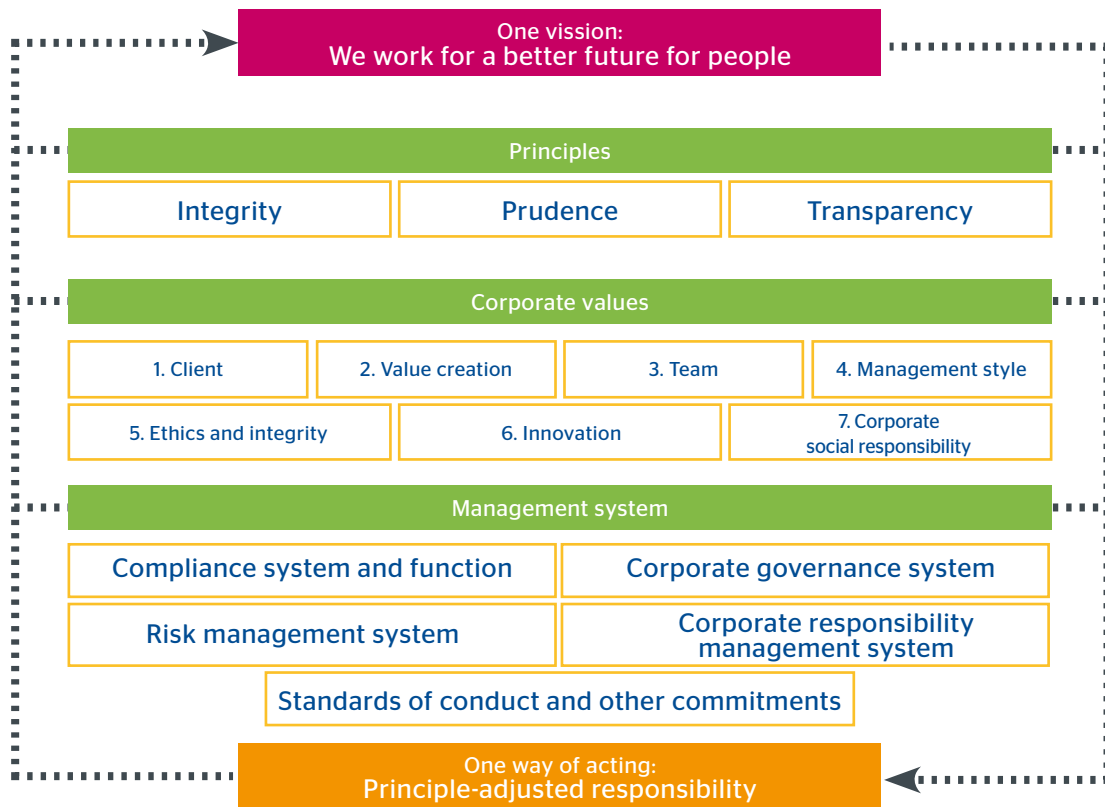 One vission:
We work for a better future for people
Principles
Integrity
Prudence
Transparency
Corporate values
1. Client
2. Value creation
3. Team
4. Management style
5. Ethics and integrity
6. Innovation
7. Corporate
social responsibility
Management system
Compliance system and function
Corporate governance system
Risk management system
Corporate responsibility
management system
Standards of conduct and other commitments
One way of acting:
Principle-adjusted responsibility